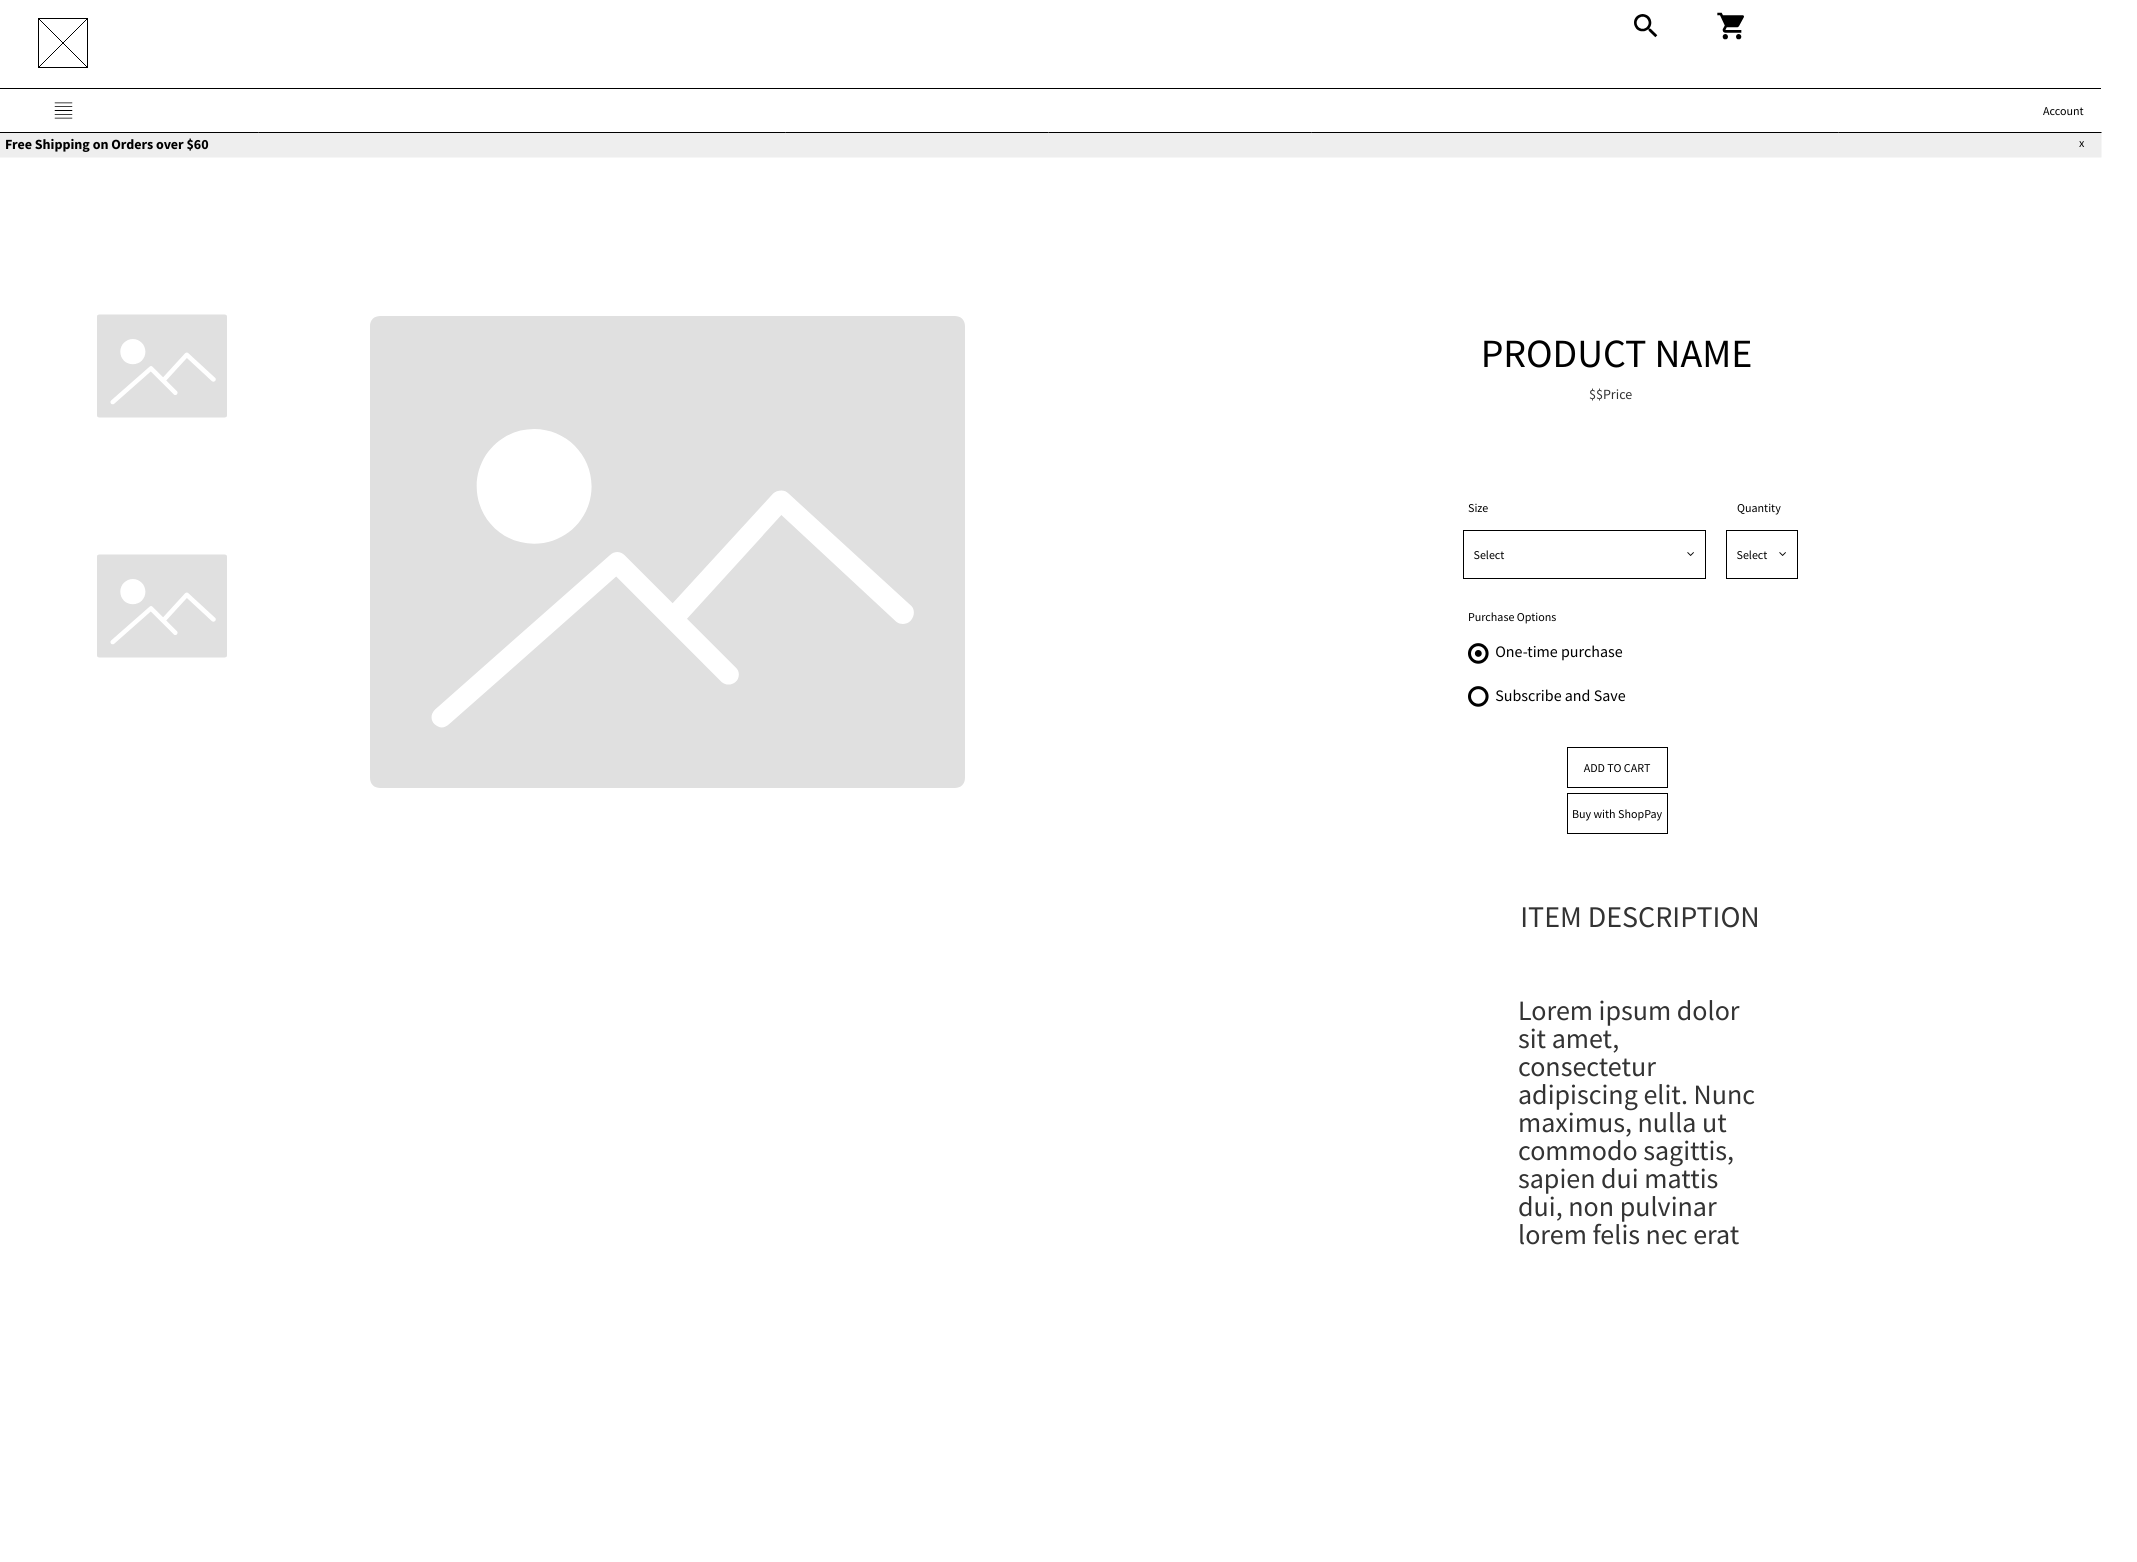 Account
Free Shipping on Orders over $60
x
PRODUCT NAME
$$Price
Size
Quantity
Select
Select
Purchase Options
One-time purchase
Subscribe and Save
ADD TO CART
Buy with ShopPay
ITEM DESCRIPTION
Lorem ipsum dolor
sit amet,
consectetur
adipiscing elit. Nunc
maximus, nulla ut
commodo sagittis,
sapien dui mattis
dui, non pulvinar
lorem felis nec erat